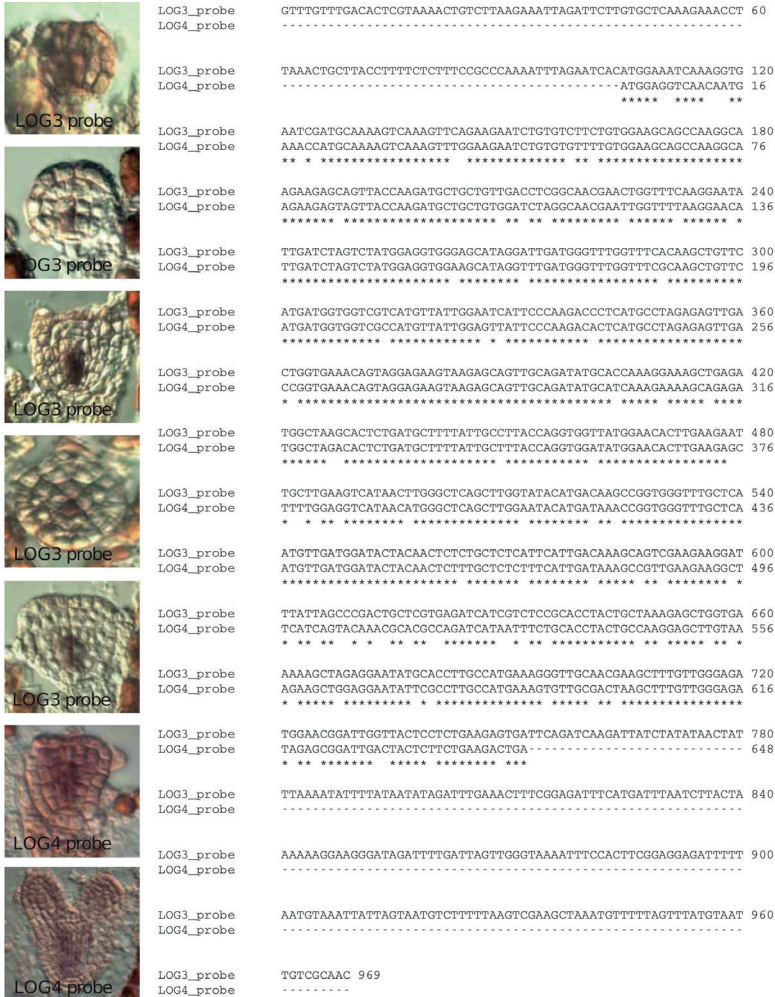 LOG3 probe
OG3 probe
LOG3 probe
LOG3 probe
LOG3 probe
LOG4 probe
LOG4 probe
LOG3_probe GTTTGTTTGACACTCGTAAAACTGTCTTAAGAAATTAGATTCTTGTGCTCAAAGAAACCT 60
LOG4_probe ------------------------------------------------------------
LOG3_probe TAAACTGCTTACCTTTTCTCTTTCCGCCCAAAATTTAGAATCACATGGAAATCAAAGGTG 120
LOG4_probe --------------------------------------------ATGGAGGTCAACAATG 16
***** **** **
LOG3_probe AATCGATGCAAAAGTCAAAGTTCAGAAGAATCTGTGTCTTCTGTGGAAGCAGCCAAGGCA 180
LOG4_probe AAACCATGCAAAAGTCAAAGTTTGGAAGAATCTGTGTGTTTTGTGGAAGCAGCCAAGGCA 76
** * ***************** ************* ** *******************
LOG3_probe AGAAGAGCAGTTACCAAGATGCTGCTGTTGACCTCGGCAACGAACTGGTTTCAAGGAATA 240
LOG4_probe AGAAGAGTAGTTACCAAGATGCTGCTGTGGATCTAGGCAACGAATTGGTTTTAAGGAACA 136
******* ******************** ** ** ********* ****** ****** *
LOG3_probe TTGATCTAGTCTATGGAGGTGGGAGCATAGGATTGATGGGTTTGGTTTCACAAGCTGTTC 300
LOG4_probe TTGATCTAGTCTATGGAGGTGGAAGCATAGGTTTGATGGGTTTGGTTTCGCAAGCTGTTC 196
********************** ******** ***************** **********
LOG3_probe ATGATGGTGGTCGTCATGTTATTGGAATCATTCCCAAGACCCTCATGCCTAGAGAGTTGA 360
LOG4_probe ATGATGGTGGTCGCCATGTTATTGGAGTTATTCCCAAGACACTCATGCCTAGAGAGTTGA 256
************* ************ * *********** *******************
LOG3_probe CTGGTGAAACAGTAGGAGAAGTAAGAGCAGTTGCAGATATGCACCAAAGGAAAGCTGAGA 420
LOG4_probe CCGGTGAAACAGTAGGAGAAGTAAGAGCAGTTGCAGATATGCATCAAAGAAAAGCAGAGA 316
* ***************************************** ***** ***** ****
LOG3_probe TGGCTAAGCACTCTGATGCTTTTATTGCCTTACCAGGTGGTTATGGAACACTTGAAGAAT 480
LOG4_probe TGGCTAGACACTCTGATGCTTTTATTGCTTTACCAGGTGGATATGGAACACTTGAAGAGC 376
****** ******************** *********** *****************
LOG3_probe TGCTTGAAGTCATAACTTGGGCTCAGCTTGGTATACATGACAAGCCGGTGGGTTTGCTCA 540
LOG4_probe TTTTGGAGGTCATAACATGGGCTCAGCTTGGAATACATGATAAACCGGTGGGTTTGCTCA 436
* * ** ******** ************** ******** ** ****************
LOG3_probe ATGTTGATGGATACTACAACTCTCTGCTCTCATTCATTGACAAAGCAGTCGAAGAAGGAT 600
LOG4_probe ATGTTGATGGATACTACAACTCTTTGCTCTCTTTCATTGATAAAGCCGTTGAAGAAGGCT 496
*********************** ******* ******** ***** ** ******** *
LOG3_probe TTATTAGCCCGACTGCTCGTGAGATCATCGTCTCCGCACCTACTGCTAAAGAGCTGGTGA 660
LOG4_probe TCATCAGTACAAACGCACGCCAGATCATAATTTCTGCACCTACTGCCAAGGAGCTTGTAA 556
* ** ** * * ** ** ******* * ** *********** ** ***** ** *
LOG3_probe AAAAGCTAGAGGAATATGCACCTTGCCATGAAAGGGTTGCAACGAAGCTTTGTTGGGAGA 720
LOG4_probe AGAAGCTGGAGGAATATTCGCCTTGCCATGAAAGTGTTGCGACTAAGCTTTGTTGGGAGA 616
* ***** ********* * ************** ***** ** ****************
LOG3_probe TGGAACGGATTGGTTACTCCTCTGAAGAGTGATTCAGATCAAGATTATCTATATAACTAT 780
LOG4_probe TAGAGCGGATTGACTACTCTTCTGAAGACTGA---------------------------- 648
* ** ******* ***** ******** ***
LOG3_probe TTAAAATATTTTATAATATAGATTTGAAACTTTCGGAGATTTCATGATTTAATCTTACTA 840
LOG4_probe ------------------------------------------------------------
LOG3_probe AAAAAGGAAGGGATAGATTTTGATTAGTTGGGTAAAATTTCCACTTCGGAGGAGATTTTT 900
LOG4_probe ------------------------------------------------------------
LOG3_probe AATGTAAATTATTAGTAATGTCTTTTTAAGTCGAAGCTAAATGTTTTTAGTTTATGTAAT 960
LOG4_probe ------------------------------------------------------------
LOG3_probe TGTCGCAAC 969
LOG4_probe ---------